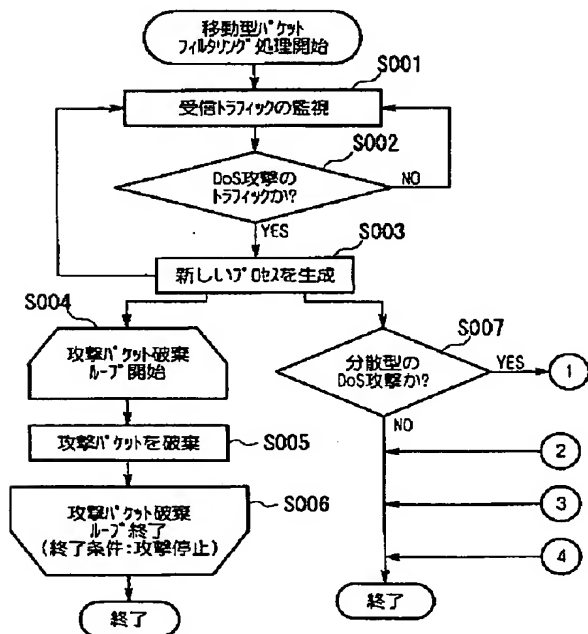 移動型パケット
フィルタリング処理開始
S001
受信トラフィックの監視
S002
DoS攻撃の
トラフィックか?
NO
YES
S003
新しいプロセスを生成
S004
攻撃パケット破棄
ループ開始
S005
攻撃パケットを破棄
S006
攻撃パケット破棄
ループ終了
(終了条件:攻撃停止)
終了
S007
分散型の
DoS攻撃か?
YES
1
NO
2
3
4
終了